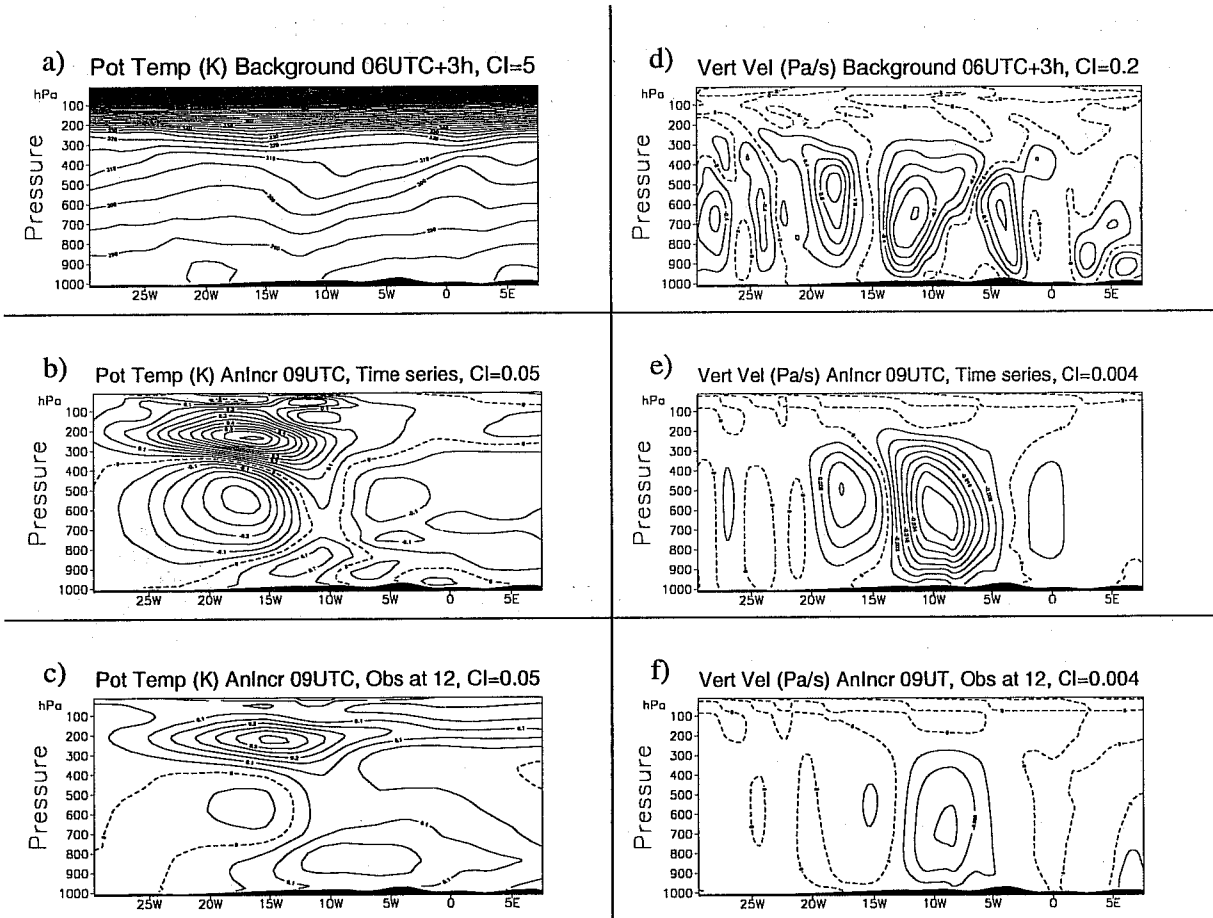 a) Pot Temp (K) Background 06UTC+3h, CI=5
hPa
100
200
300
400
500
600
700
800
900
1000
Pressure
25W 20W 15W 10W 5W 0 5E
d) Vert Vel (Pa/s) Background 06UTC+3h, CI=0.2
hPa
100
200
300
400
500
600
700
800
900
1000
Pressure
25W 20W 15W 10W 5W 0 5E
b) Pot Temp (K) AnIncr 09UTC, Time series, CI=0.05
hPa
100
200
300
400
500
600
700
800
900
1000
Pressure
25W 20W 15W 10W 5W 0 5E
e) Vert Vel (Pa/s) AnIncr 09UTC, Time series, CI=0.004
hPa
100
200
300
400
500
600
700
800
900
1000
Pressure
25W 20W 15W 10W 5W 0 5E
c) Pot Temp (K) AnIncr 09UTC, Obs at 12, CI=0.05
hPa
100
200
300
400
500
600
700
800
900
1000
Pressure
25W 20W 15W 10W 5W 0 5E
f) Vert Vel (Pa/s) AnIncr 09UT, Obs at 12, CI=0.004
hPa
100
200
300
400
500
600
700
800
900
1000
Pressure
25W 20W 15W 10W 5W 0 5E